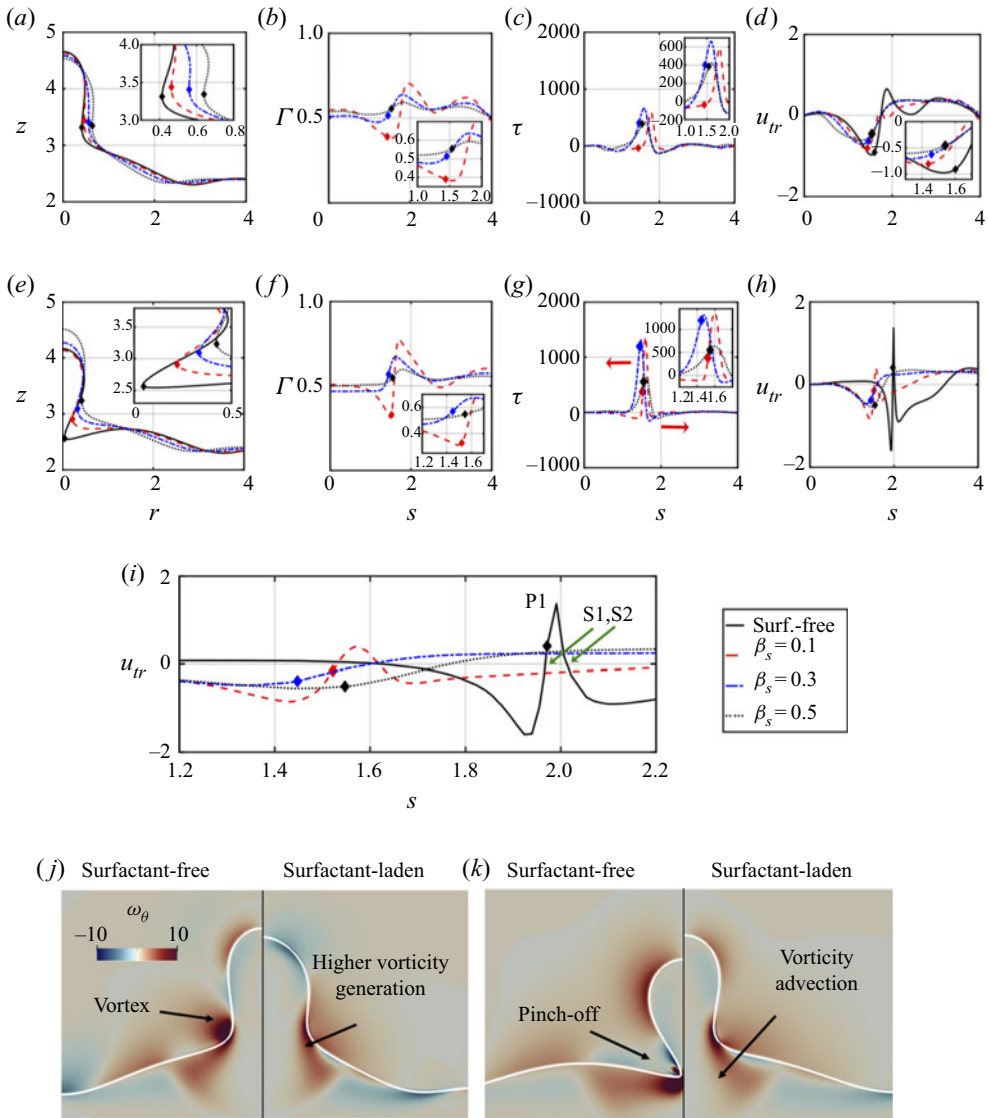 (a) (b) (c) (d)
5 1.0 2000 2
4.0
4 3.5 1000 600 400 200 0
z 3.0 Γ 0.5 τ u_tr 0
0.4 0.6 0.8 0.6 0.5 0.4 1.0 1.5 2.0 0 −0.5 −1.0
3 0 1.4 1.6
1.0 1.5 2.0
2 0 −1000 −2
0 2 4 0 2 4 0 2 4 0 2 4
(e) (f) (g) (h)
5 1.0 2000 2
3.5 1000 500 0
4 3.0 1000
z 2.5 Γ 0.5 τ 1.2 1.4 1.6 u_tr 0
0 0.5 0.6 0.4
3 0
1.2 1.4 1.6
2 0 −1000 −2
0 2 4 0 2 4 0 2 4 0 2 4
r s s s
(i)
2
P1
S1,S2
u_tr 0
−2
1.2 1.4 1.6 1.8 2.0 2.2
s
Surf.-free
β_s = 0.1
β_s = 0.3
β_s = 0.5
(j) Surfactant-free Surfactant-laden
ω_θ
−10 10
Vortex
Higher vorticity
generation
(k) Surfactant-free Surfactant-laden
Pinch-off
Vorticity
advection